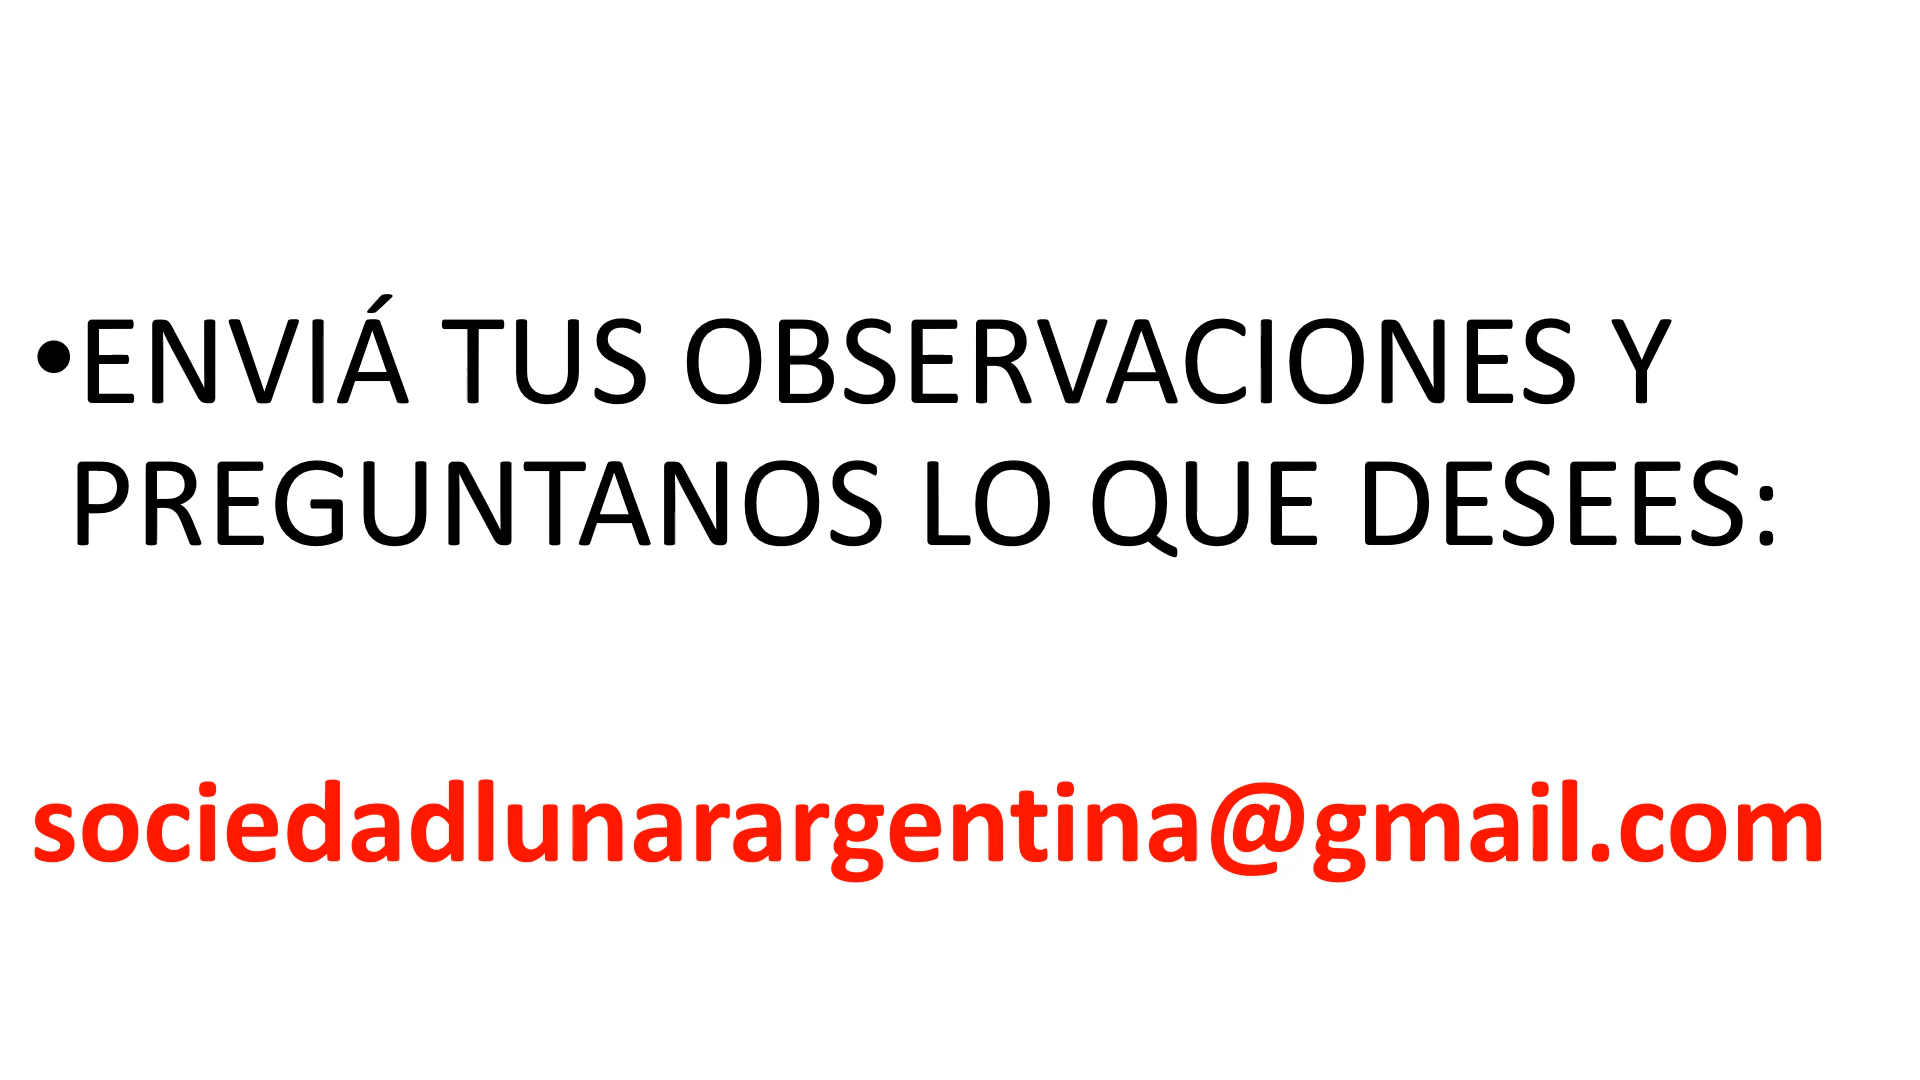 •ENVIÁ TUS OBSERVACIONES Y
PREGUNTANOS LO QUE DESEES:
sociedadlunarargentina@gmail.com